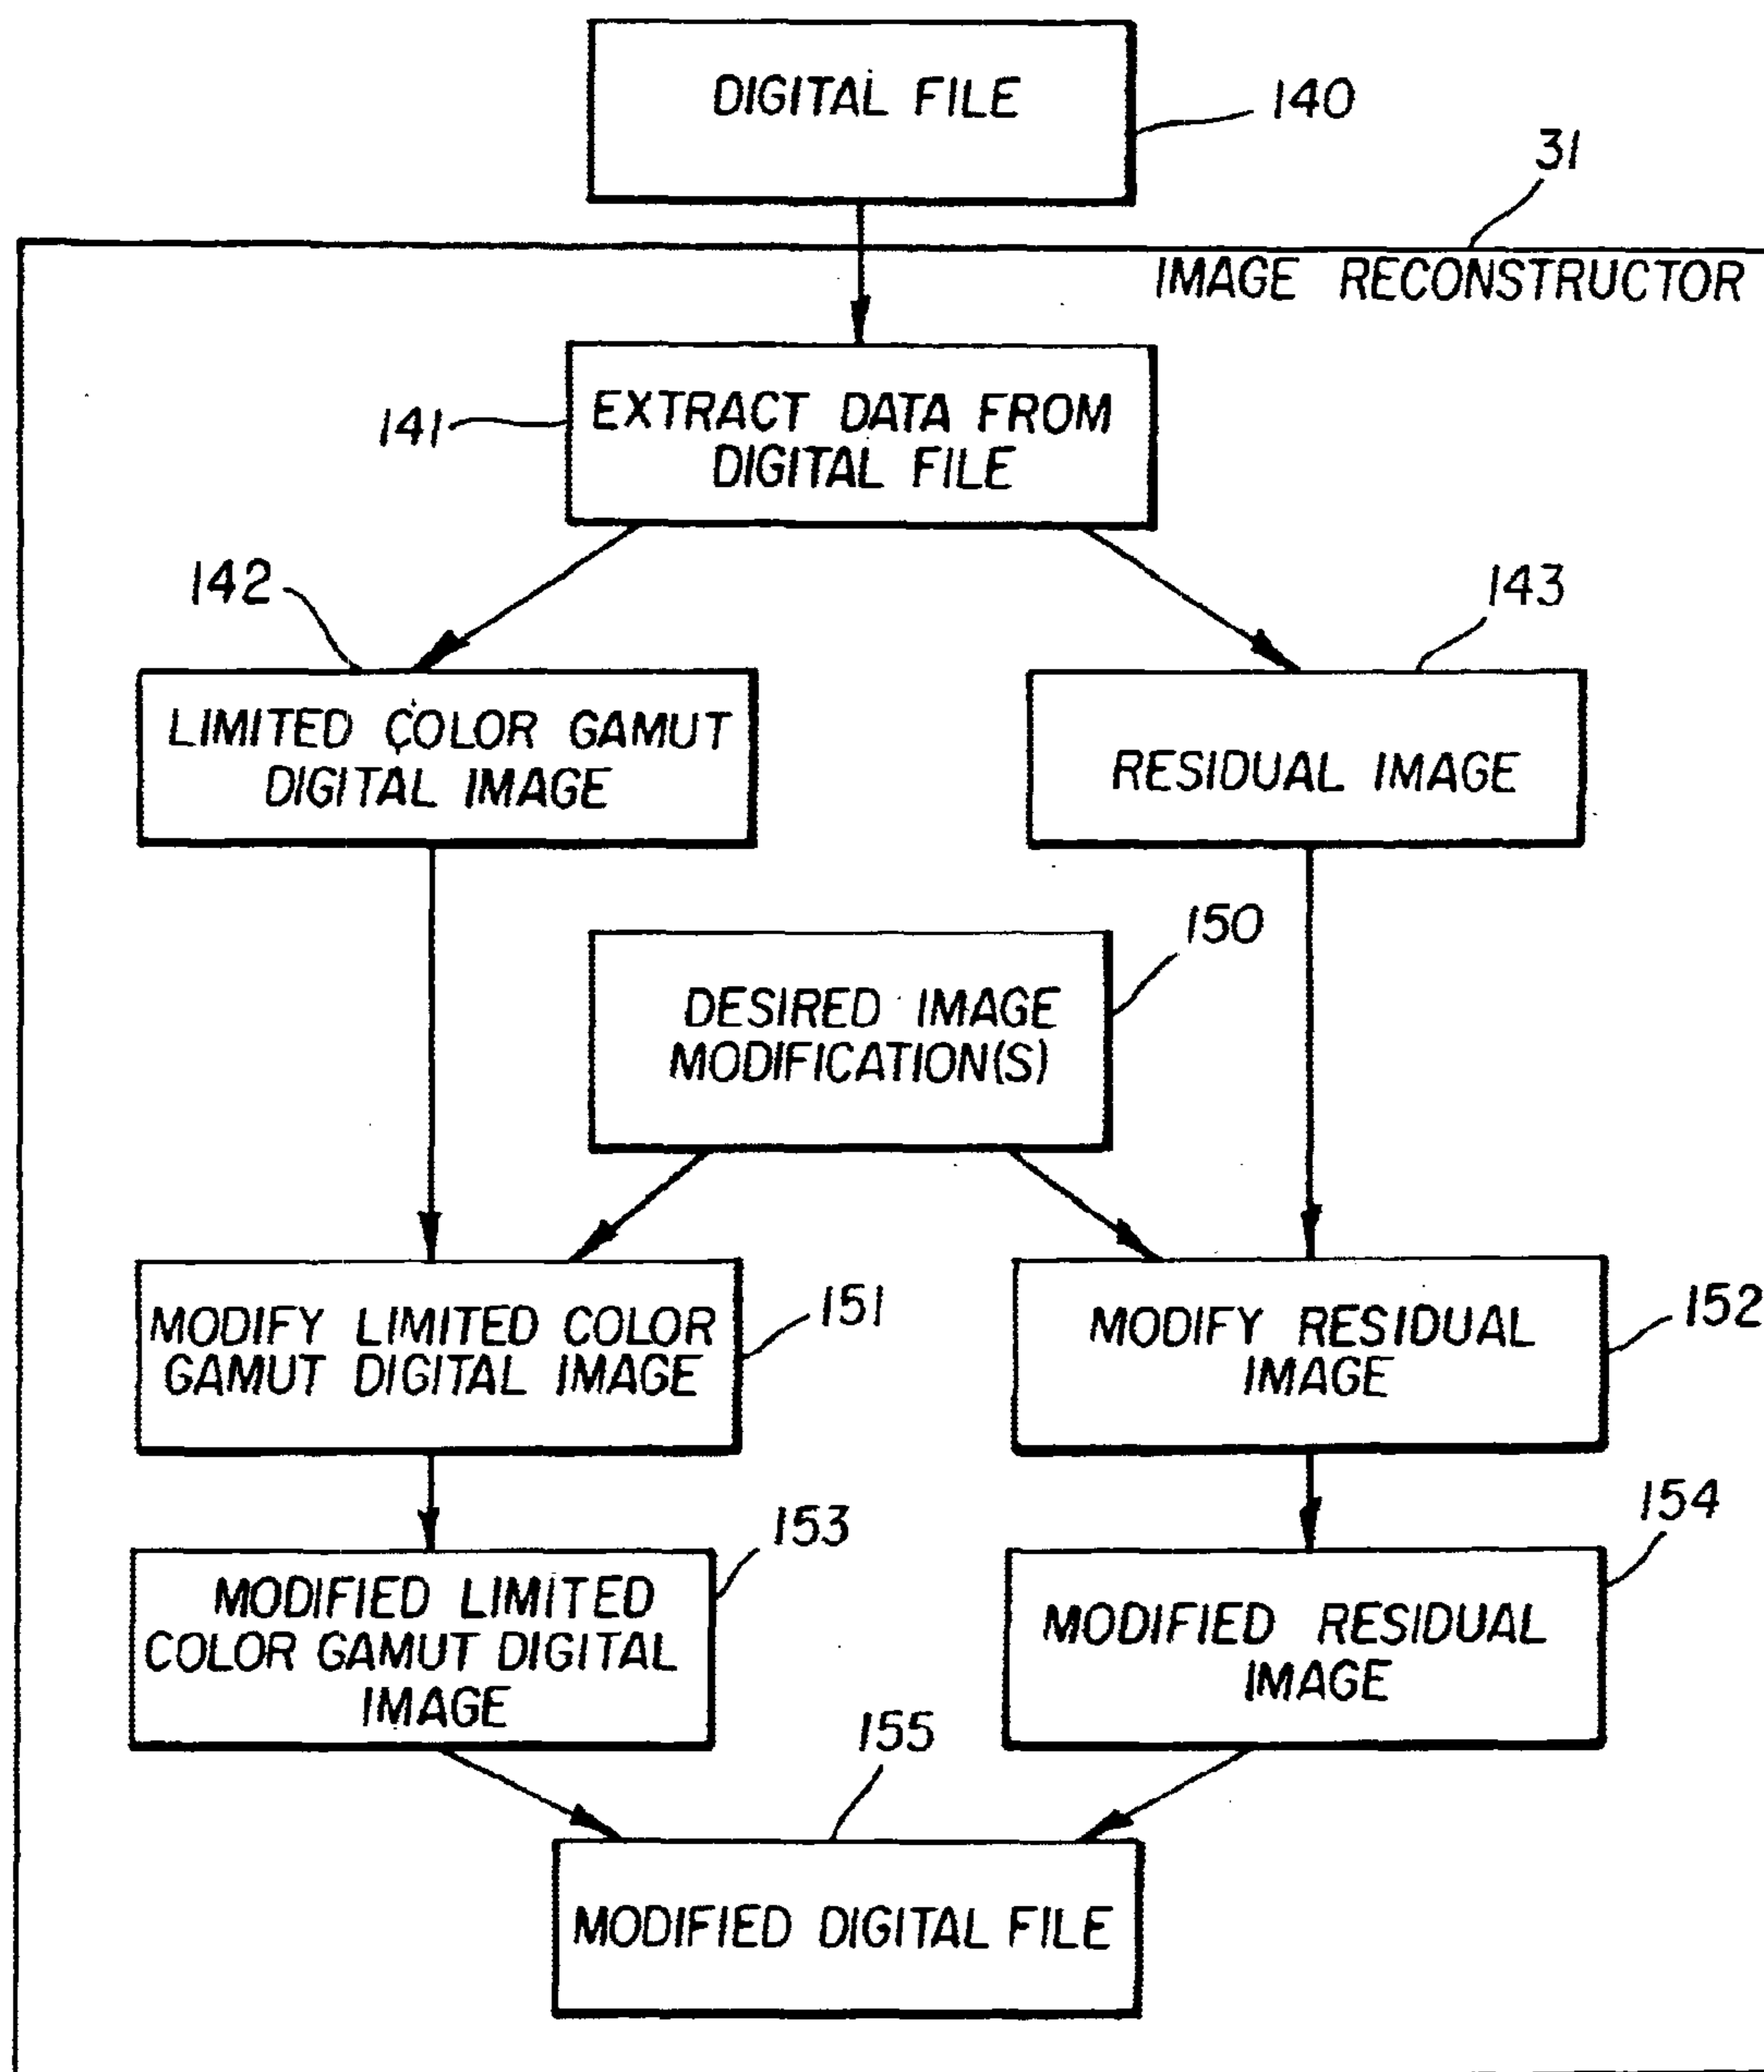 DIGITAL FILE
140
31
IMAGE RECONSTRUCTOR
141
EXTRACT DATA FROM
DIGITAL FILE
142
143
LIMITED COLOR GAMUT
DIGITAL IMAGE
RESIDUAL IMAGE
150
DESIRED IMAGE
MODIFICATION(S)
MODIFY LIMITED COLOR
GAMUT DIGITAL IMAGE
151
MODIFY RESIDUAL
IMAGE
152
153
154
MODIFIED LIMITED
COLOR GAMUT DIGITAL
IMAGE
MODIFIED RESIDUAL
IMAGE
155
MODIFIED DIGITAL FILE